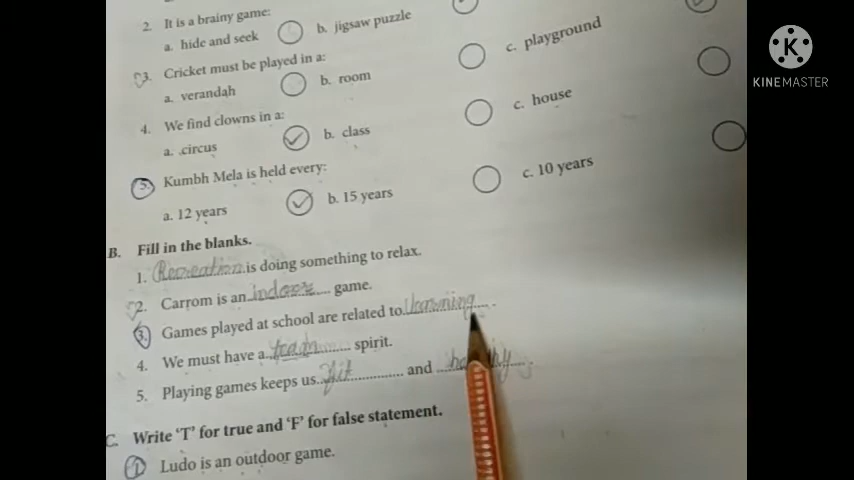 2. It is a brainy game:
a. hide and seek b. jigsaw puzzle
3. Cricket must be played in a:
a. verandah b. room c. playground
4. We find clowns in a:
a. circus b. class c. house
5. Kumbh Mela is held every:
a. 12 years b. 15 years c. 10 years
B. Fill in the blanks.
1. Recreation is doing something to relax.
2. Carrom is an indoor game.
3. Games played at school are related to learning.
4. We must have a team spirit.
5. Playing games keeps us fit and .
C. Write 'T' for true and 'F' for false statement.
1 Ludo is an outdoor game.
K
KINEMASTER